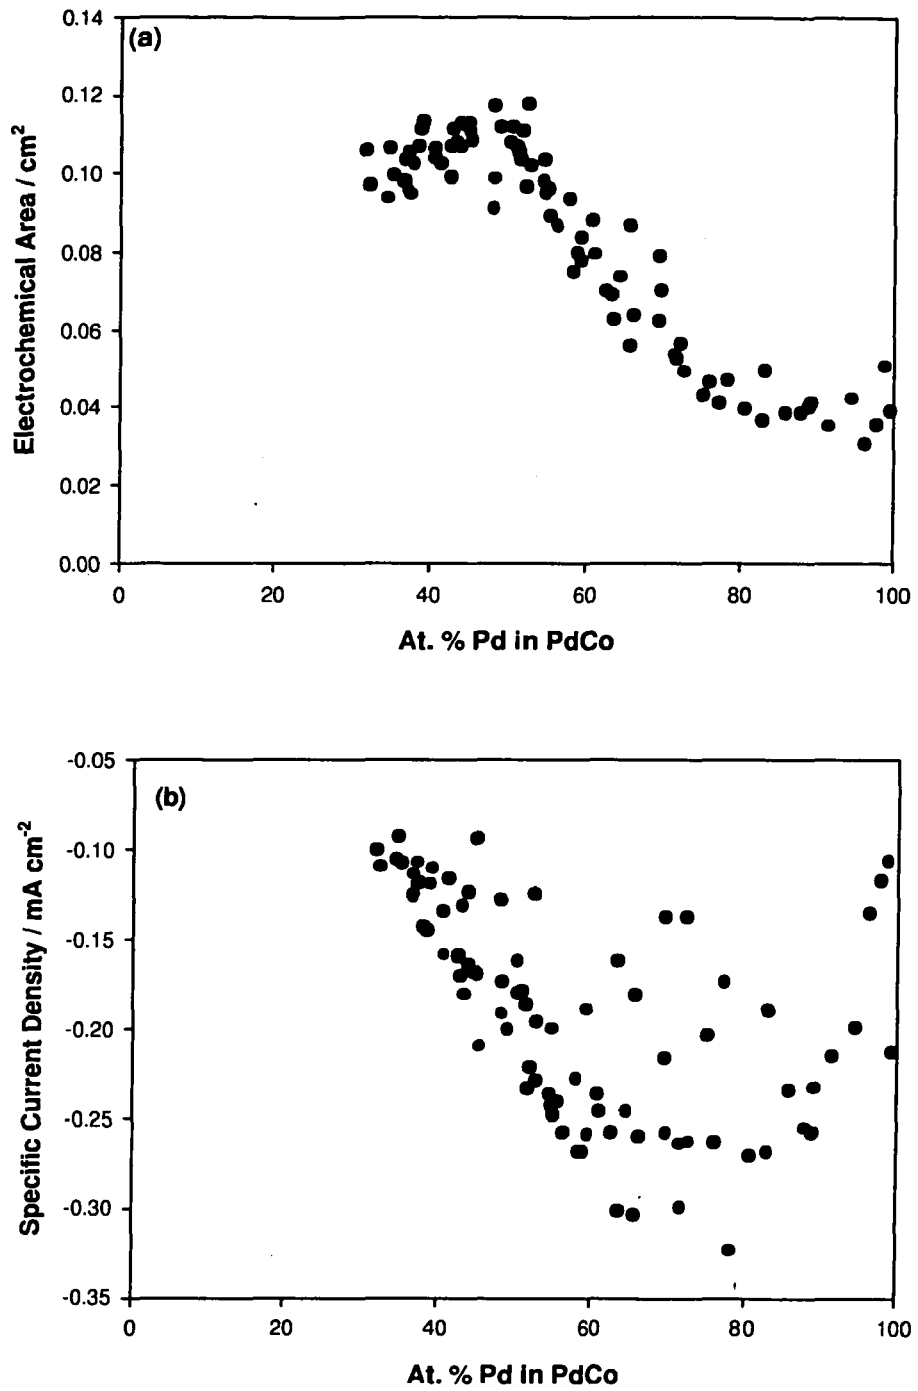 (a)
Electrochemical Area / cm²
0.14
0.12
0.10
0.08
0.06
0.04
0.02
0.00
0 20 40 60 80 100
At. % Pd in PdCo
(b)
Specific Current Density / mA cm⁻²
-0.05
-0.10
-0.15
-0.20
-0.25
-0.30
-0.35
0 20 40 60 80 100
At. % Pd in PdCo